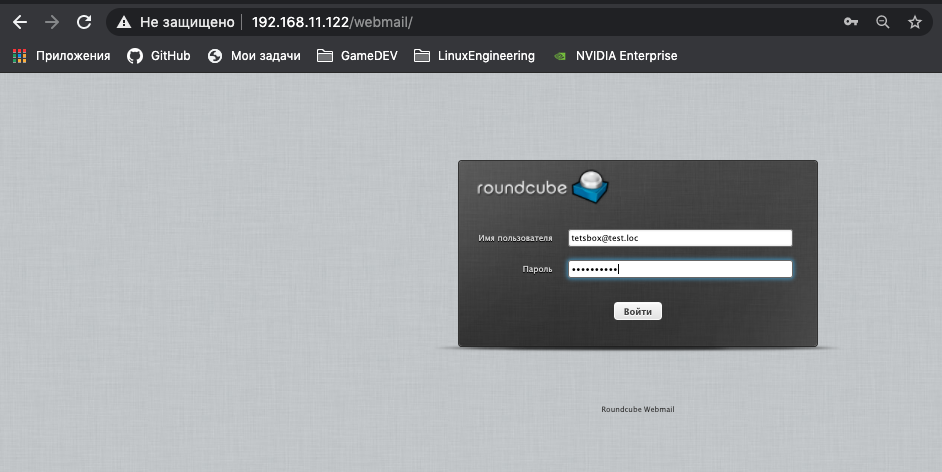 Не защищено 192.168.11.122/webmail/
Приложения GitHub Мои задачи GameDEV LinuxEngineering NVIDIA Enterprise
roundcube
Имя пользователя tetsbox@test.loc
Пароль ••••••••••
Войти
Roundcube Webmail